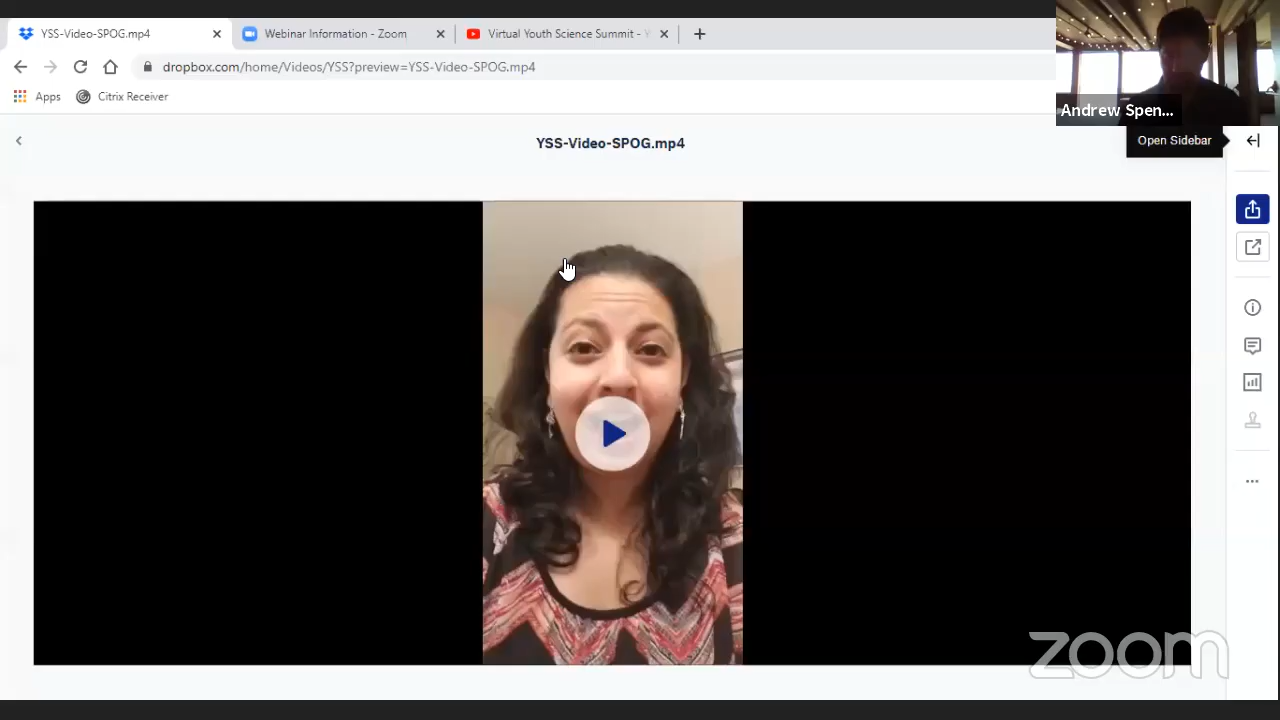 YSS-Video-SPOG.mp4
Webinar Information - Zoom
Virtual Youth Science Summit -
dropbox.com/home/Videos/YSS?preview=YSS-Video-SPOG.mp4
Apps
Citrix Receiver
Andrew Spen...
YSS-Video-SPOG.mp4
Open Sidebar
zoom